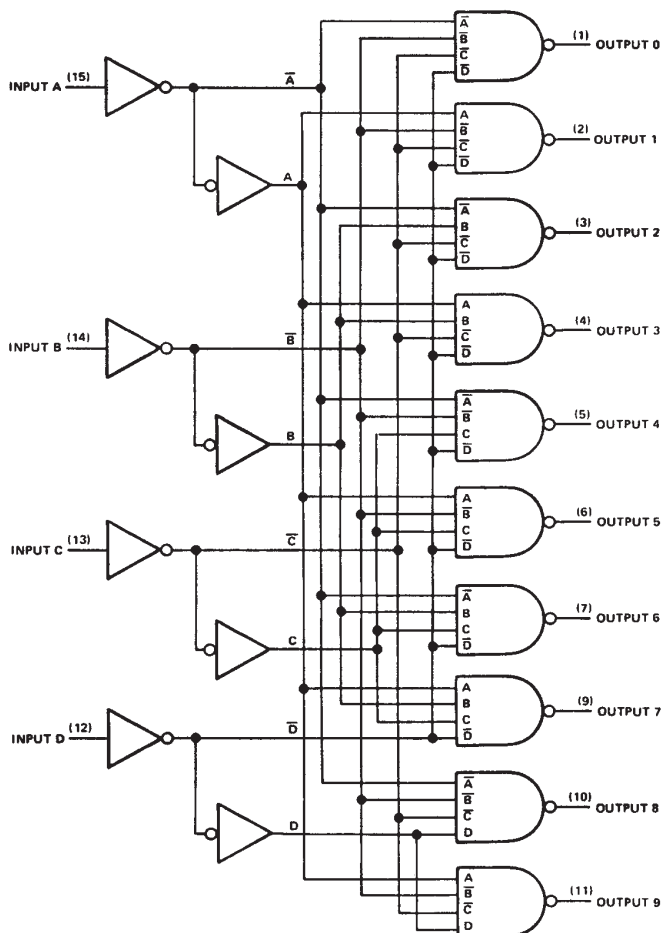 A̅
B̅
C̅
D̅
(1) OUTPUT 0
INPUT A (15)
A̅
A
B̅
C̅
D̅
(2) OUTPUT 1
A
A̅
B
C̅
D̅
(3) OUTPUT 2
A
B
C̅
D̅
(4) OUTPUT 3
INPUT B (14)
B̅
A̅
B̅
C
D̅
(5) OUTPUT 4
B
A
B̅
C
D̅
(6) OUTPUT 5
INPUT C (13)
C̅
A̅
B
C
D̅
(7) OUTPUT 6
C
A
B
C
D̅
(9) OUTPUT 7
INPUT D (12)
D̅
A̅
B̅
C̅
D
(10) OUTPUT 8
D
A
B̅
C̅
D
(11) OUTPUT 9